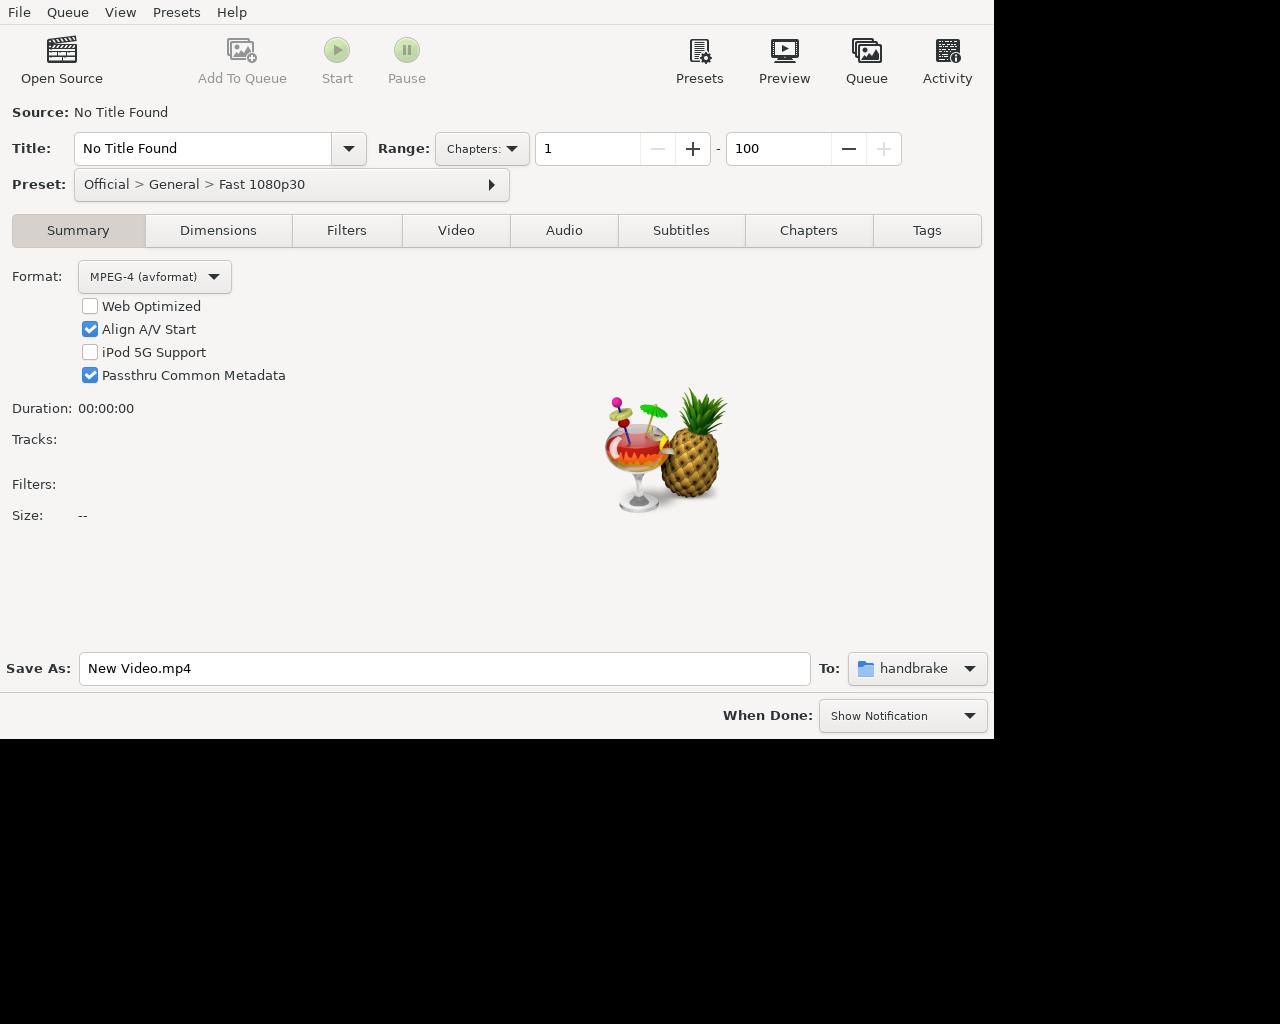 File Queue View Presets Help
Open Source Add To Queue Start Pause Presets Preview Queue Activity
Source: No Title Found
Title: No Title Found Range: Chapters: 1 - 100
Preset: Official > General > Fast 1080p30
Summary Dimensions Filters Video Audio Subtitles Chapters Tags
Format: MPEG-4 (avformat)
Web Optimized
Align A/V Start
iPod 5G Support
Passthru Common Metadata
Duration: 00:00:00
Tracks:
Filters:
Size: --
Save As: New Video.mp4 To: handbrake
When Done: Show Notification